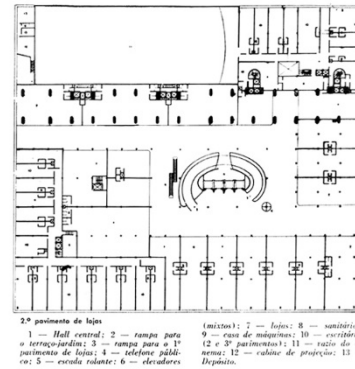 2.º pavimento de lojas
1 — Hall central; 2 — rampa para
o terraço-jardim; 3 — rampa para o 1º
pavimento de lojas; 4 — telefone públi-
co; 5 — escada rolante; 6 — elevadores
(mixtos); 7 — lojas; 8 — sanitário
9 — casa de máquinas; 10 — escritóri
(2 e 3º pavimentos); 11 — vazio do
nema; 12 — cabine de projeção; 13
Depósito.